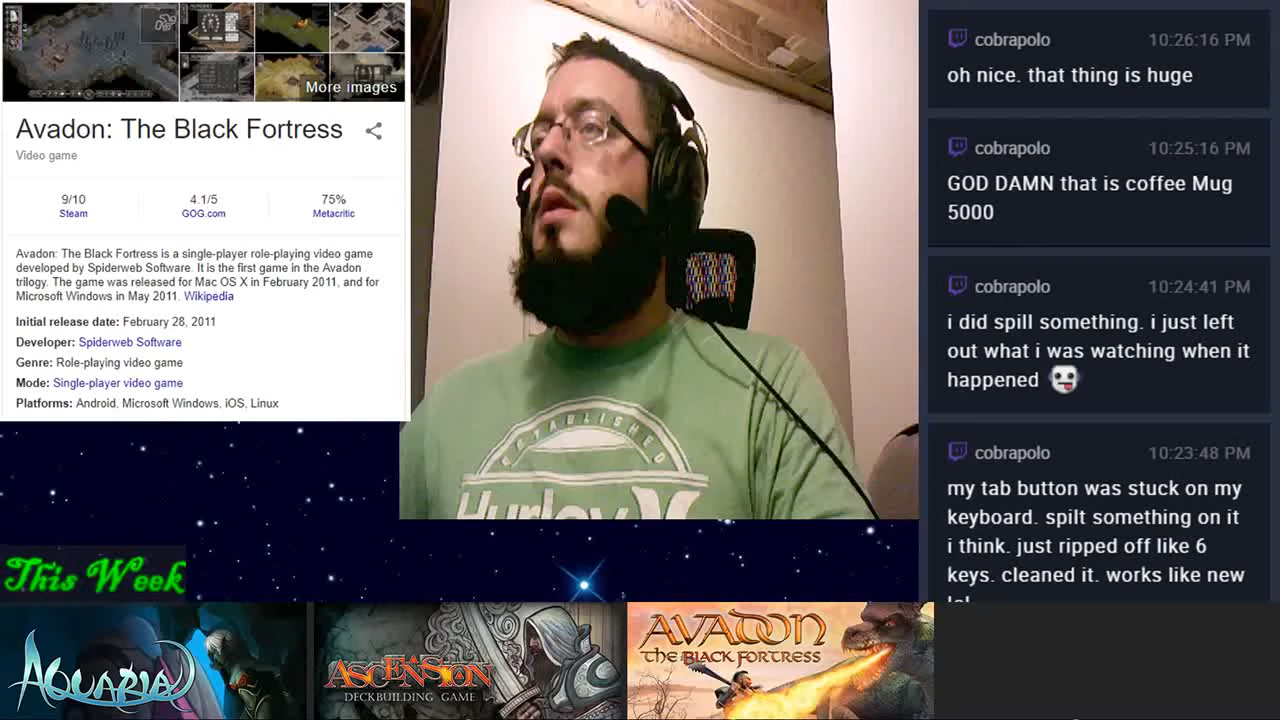 More images
Avadon: The Black Fortress
Video game
9/10
Steam
4.1/5
GOG.com
75%
Metacritic
Avadon: The Black Fortress is a single-player role-playing video game
developed by Spiderweb Software. It is the first game in the Avadon
trilogy. The game was released for Mac OS X in February 2011, and for
Microsoft Windows in May 2011. Wikipedia
Initial release date: February 28, 2011
Developer: Spiderweb Software
Genre: Role-playing video game
Mode: Single-player video game
Platforms: Android, Microsoft Windows, iOS, Linux
ESTABLISHED
Hurley
cobrapolo 10:26:16 PM
oh nice. that thing is huge
cobrapolo 10:25:16 PM
GOD DAMN that is coffee Mug
5000
cobrapolo 10:24:41 PM
i did spill something. i just left
out what i was watching when it
happened
cobrapolo 10:23:48 PM
my tab button was stuck on my
keyboard. spilt something on it
i think. just ripped off like 6
keys. cleaned it. works like new
lol
This Week
AQUARIA
ASCENSION
DECKBUILDING GAME
AVADON
THE BLACK FORTRESS